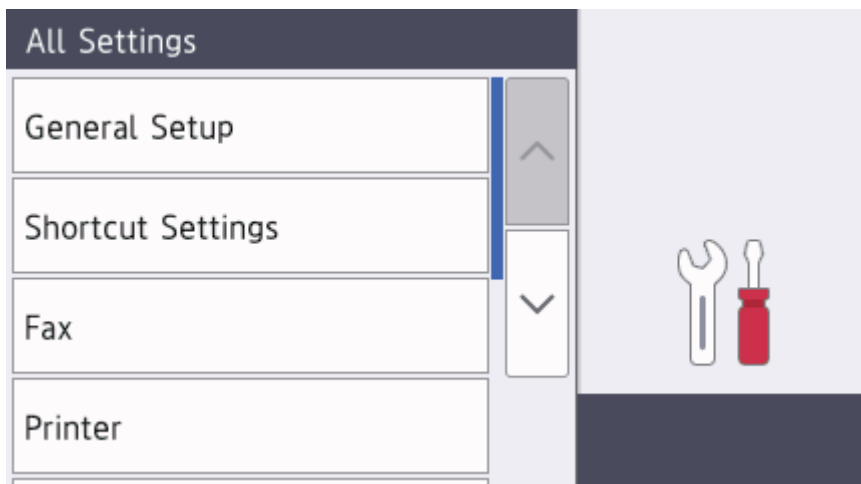 All Settings
General Setup
Shortcut Settings
Fax
Printer